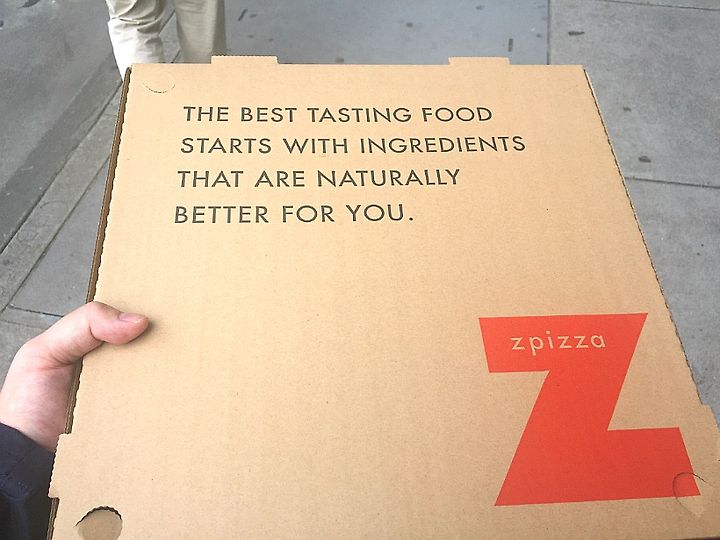 THE BEST TASTING FOOD
STARTS WITH INGREDIENTS
THAT ARE NATURALLY
BETTER FOR YOU.
zpizza
Z